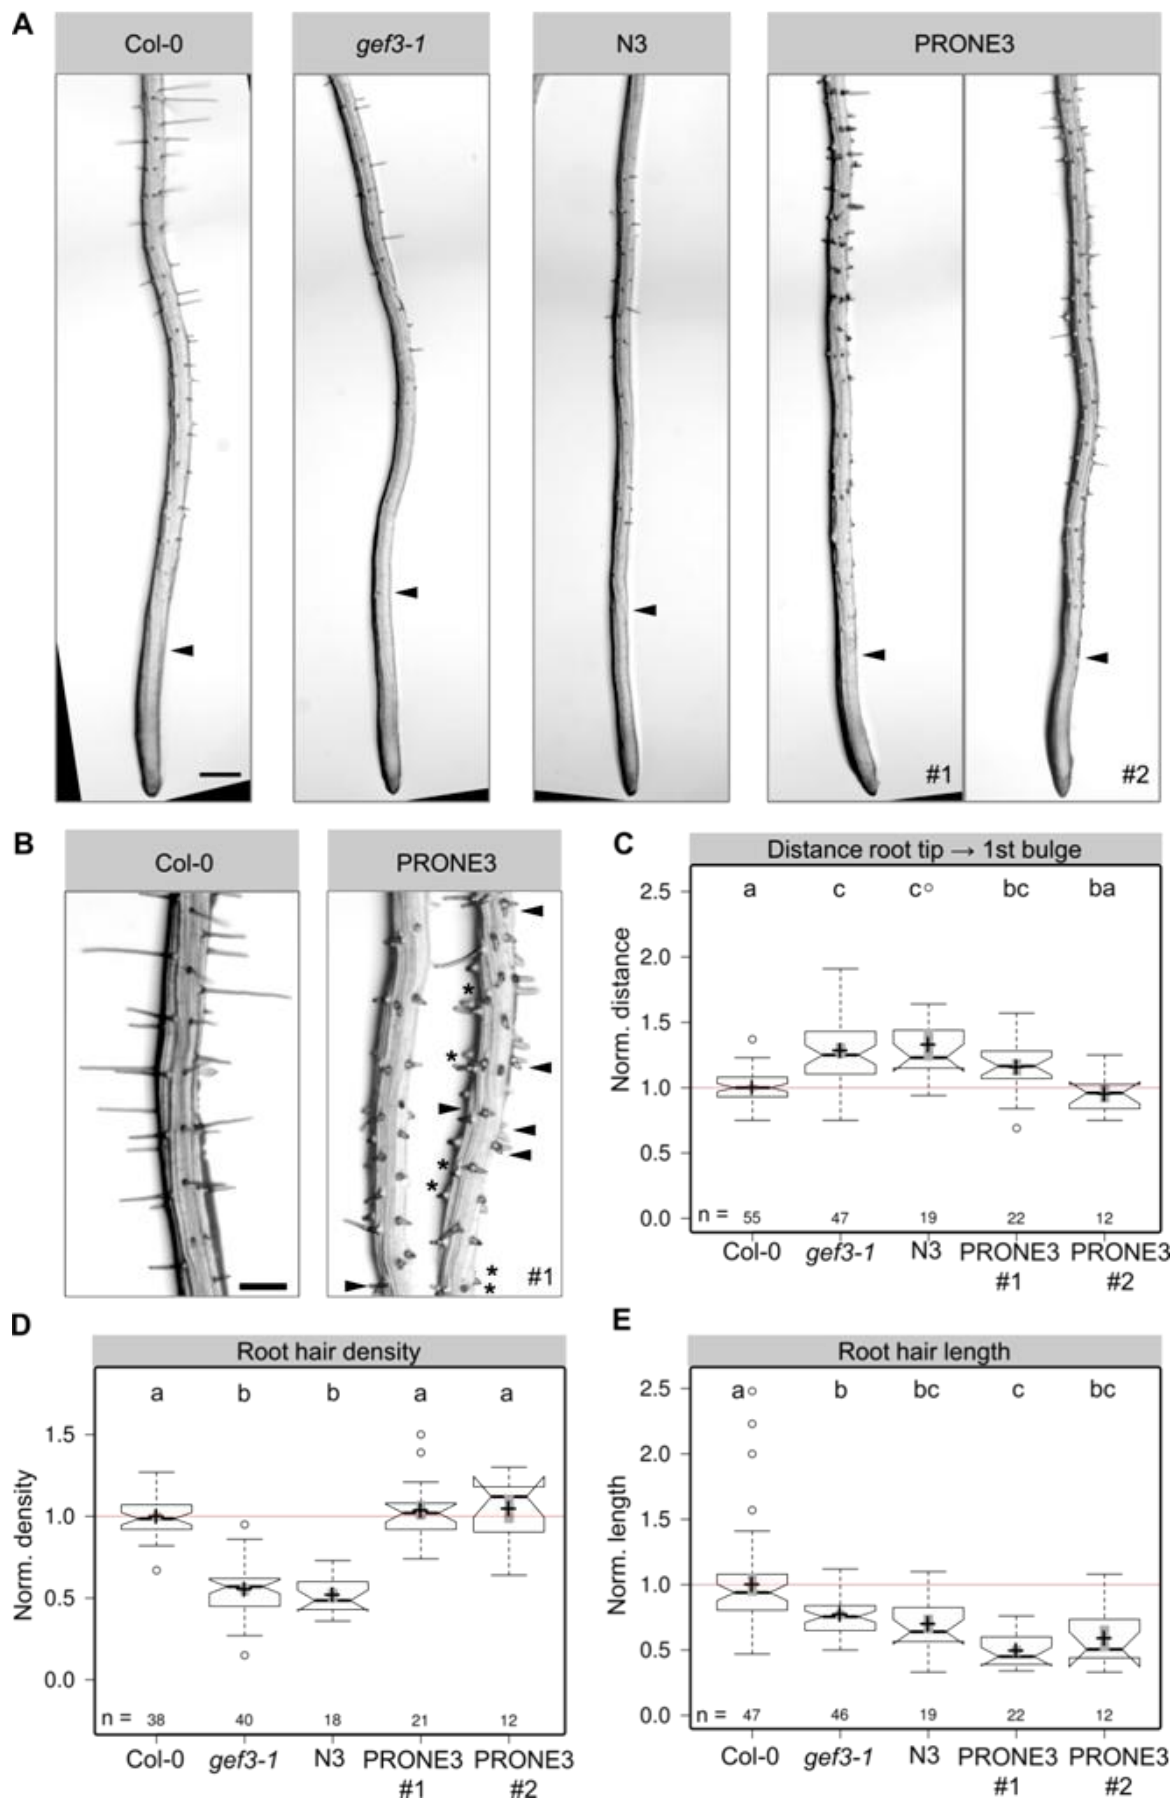 A
Col-0
gef3-1
N3
PRONE3
#1
#2
B
Col-0
PRONE3
*
*
*
*
*
*
#1
C
Distance root tip → 1st bulge
Norm. distance
2.5
2.0
1.5
1.0
0.5
0.0
a c c bc ba
n = 55 47 19 22 12
Col-0 gef3-1 N3 PRONE3 #1 PRONE3 #2
D
Root hair density
Norm. density
1.5
1.0
0.5
0.0
a b b a a
n = 38 40 18 21 12
Col-0 gef3-1 N3 PRONE3 #1 PRONE3 #2
E
Root hair length
Norm. length
2.5
2.0
1.5
1.0
0.5
0.0
a b bc c bc
n = 47 46 19 22 12
Col-0 gef3-1 N3 PRONE3 #1 PRONE3 #2